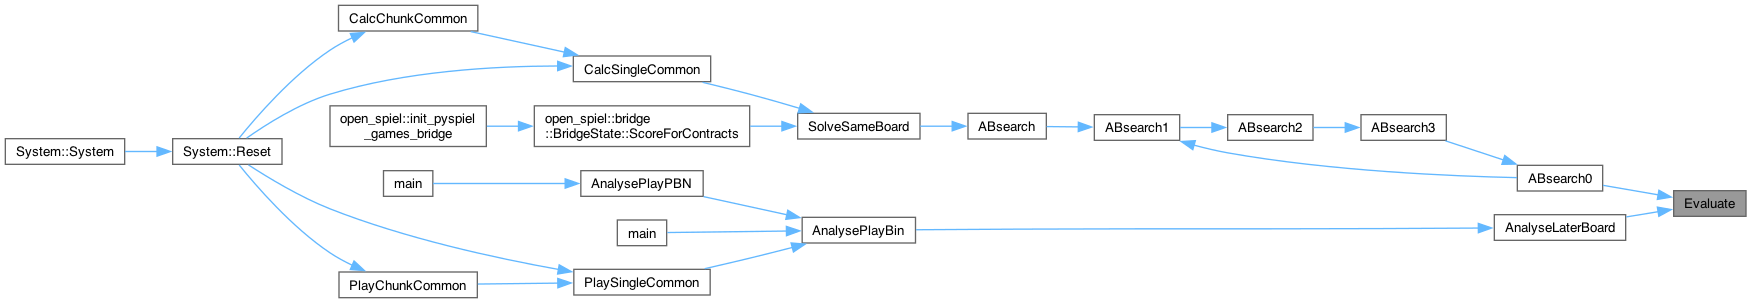 CalcChunkCommon
CalcSingleCommon
open_spiel::init_pyspiel
_games_bridge
open_spiel::bridge
::BridgeState::ScoreForContracts
SolveSameBoard
ABsearch
ABsearch1
ABsearch2
ABsearch3
System::System
System::Reset
main
AnalysePlayPBN
ABsearch0
Evaluate
main
AnalysePlayBin
AnalyseLaterBoard
PlayChunkCommon
PlaySingleCommon